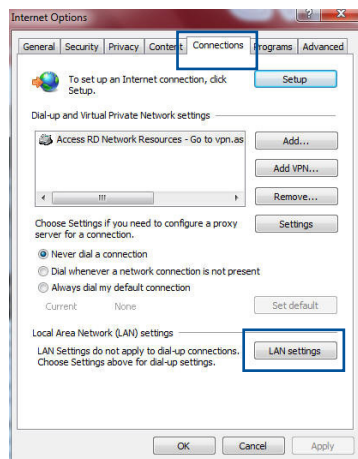 Internet Options
General Security Privacy Content Connections Programs Advanced
To set up an Internet connection, click
Setup.
Setup
Dial-up and Virtual Private Network settings
Access RD Network Resources - Go to vpn.as
Add...
Add VPN...
Remove...
Choose Settings if you need to configure a proxy
server for a connection.
Settings
Never dial a connection
Dial whenever a network connection is not present
Always dial my default connection
Current None
Set default
Local Area Network (LAN) settings
LAN Settings do not apply to dial-up connections.
Choose Settings above for dial-up settings.
LAN settings
OK Cancel Apply